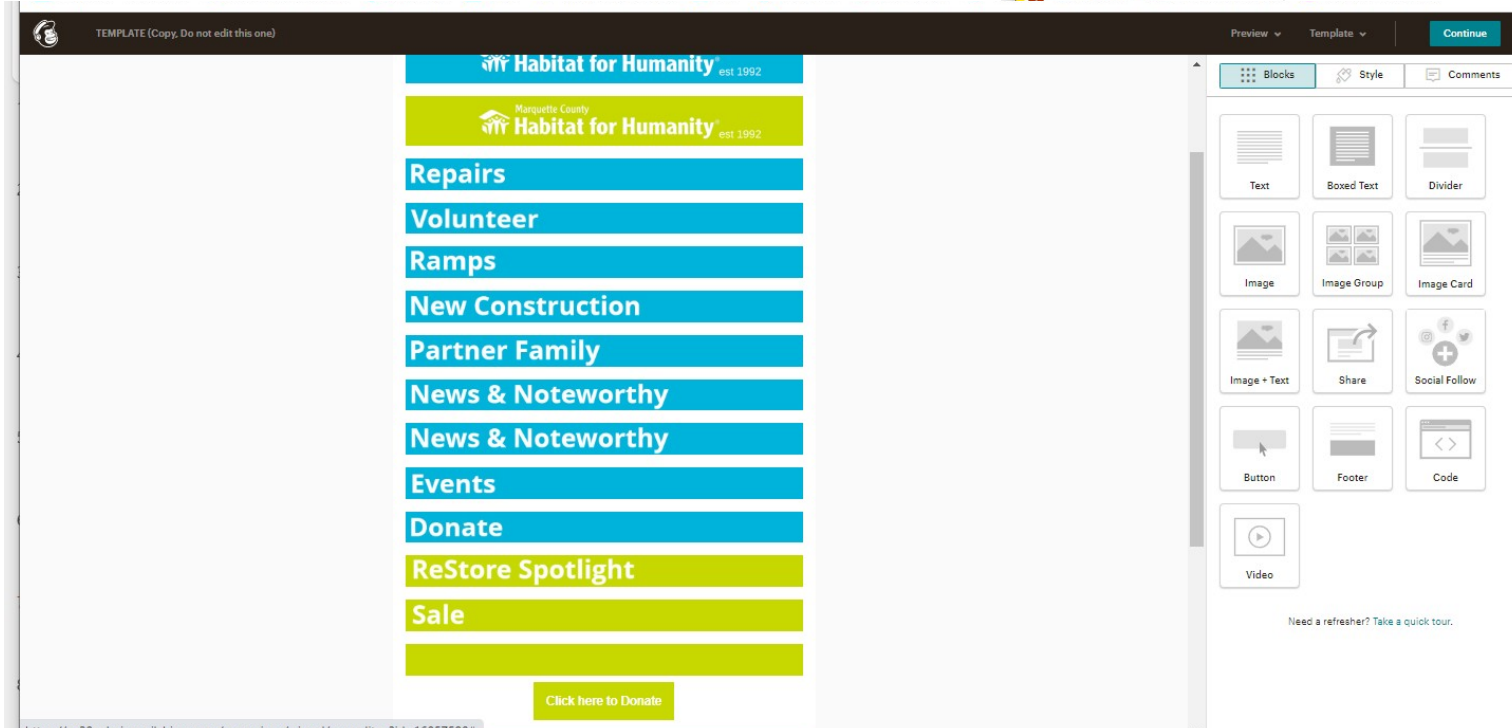 TEMPLATE (Copy, Do not edit this one)
Preview
Template
Continue
Habitat for Humanity® est 1992
Marquette County
Habitat for Humanity® est 1992
Repairs
Volunteer
Ramps
New Construction
Partner Family
News & Noteworthy
News & Noteworthy
Events
Donate
ReStore Spotlight
Sale
Click here to Donate
Blocks
Style
Comments
Text
Boxed Text
Divider
Image
Image Group
Image Card
Image + Text
Share
Social Follow
Button
Footer
Code
Video
Need a refresher? Take a quick tour.